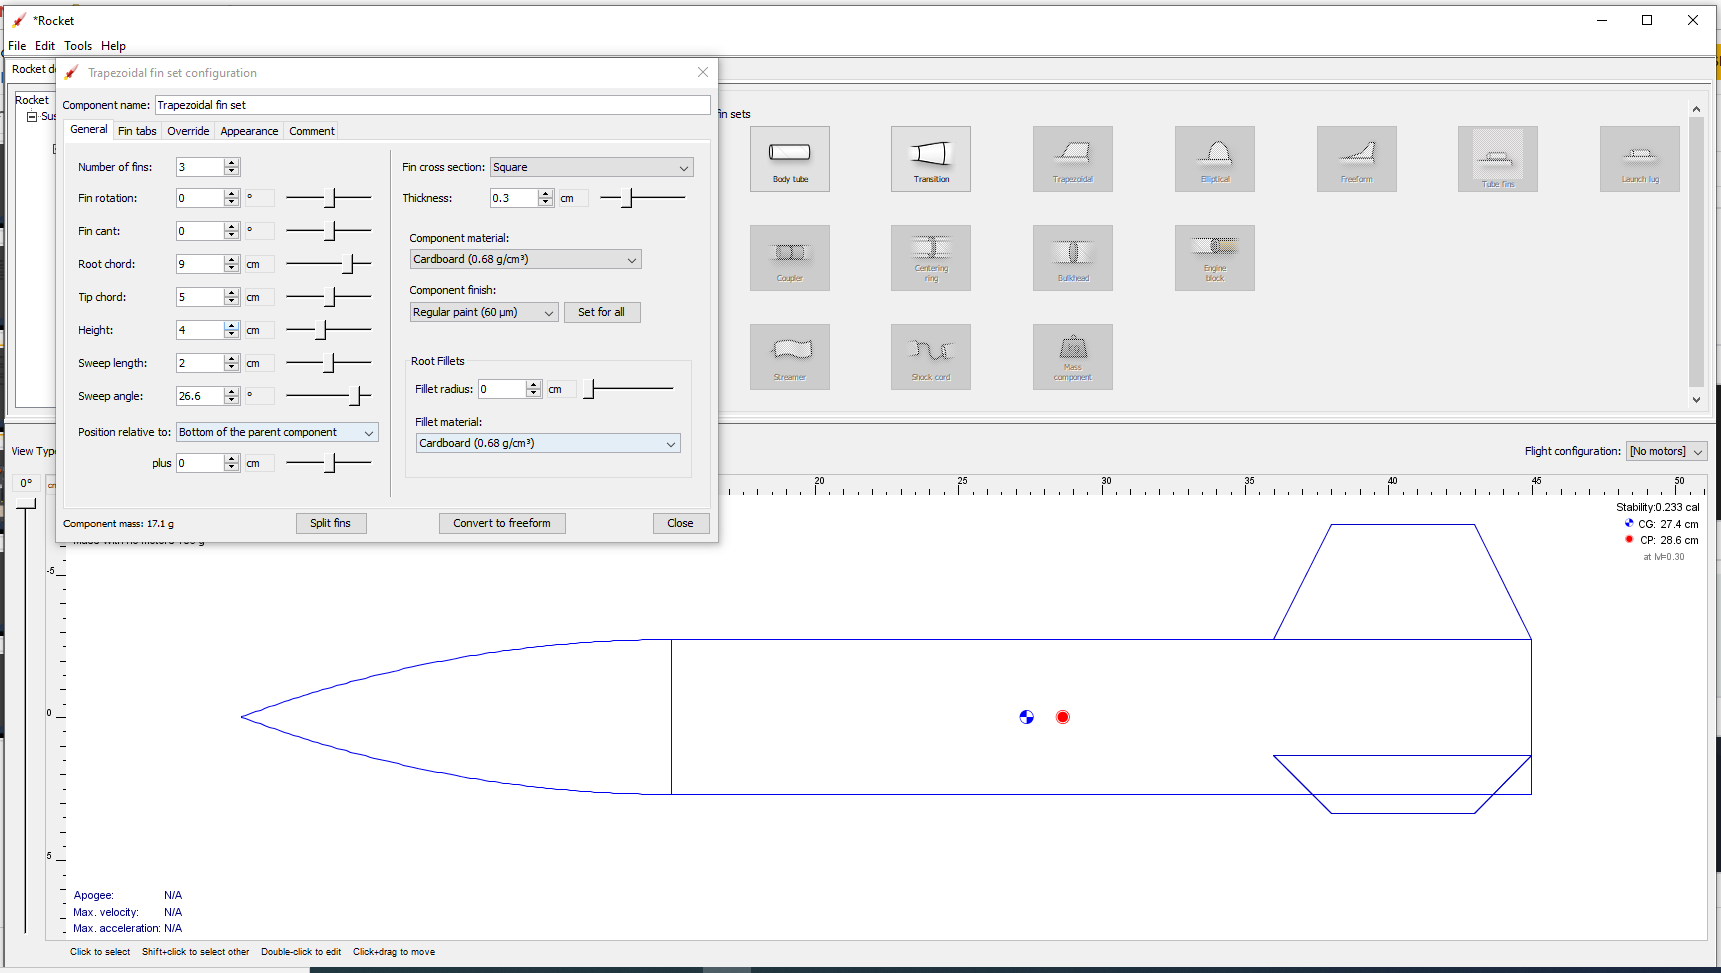 *Rocket
File Edit Tools Help
Rocket de
Trapezoidal fin set configuration
Rocket
Sus
Component name: Trapezoidal fin set
General Fin tabs Override Appearance Comment
Number of fins: 3
Fin rotation: 0 °
Fin cant: 0 °
Root chord: 9 cm
Tip chord: 5 cm
Height: 4 cm
Sweep length: 2 cm
Sweep angle: 26.6 °
Position relative to: Bottom of the parent component
plus 0 cm
Fin cross section: Square
Thickness: 0.3 cm
Component material:
Cardboard (0.68 g/cm³)
Component finish:
Regular paint (60 µm) Set for all
Root Fillets
Fillet radius: 0 cm
Fillet material:
Cardboard (0.68 g/cm³)
Component mass: 17.1 g
Split fins Convert to freeform Close
fin sets
Body tube Transition Trapezoidal Elliptical Freeform Tube fins Launch lug
Coupler Centering ring Bulkhead Engine block
Streamer Shock cord Mass component
KG
View Typ
Flight configuration: [No motors]
0°
cm
20 25 30 35 40 45 50
Stability:0.233 cal
CG: 27.4 cm
CP: 28.6 cm
at M=0.30
-5
0
5
Apogee: N/A
Max. velocity: N/A
Max. acceleration: N/A
Click to select Shift+click to select other Double-click to edit Click+drag to move